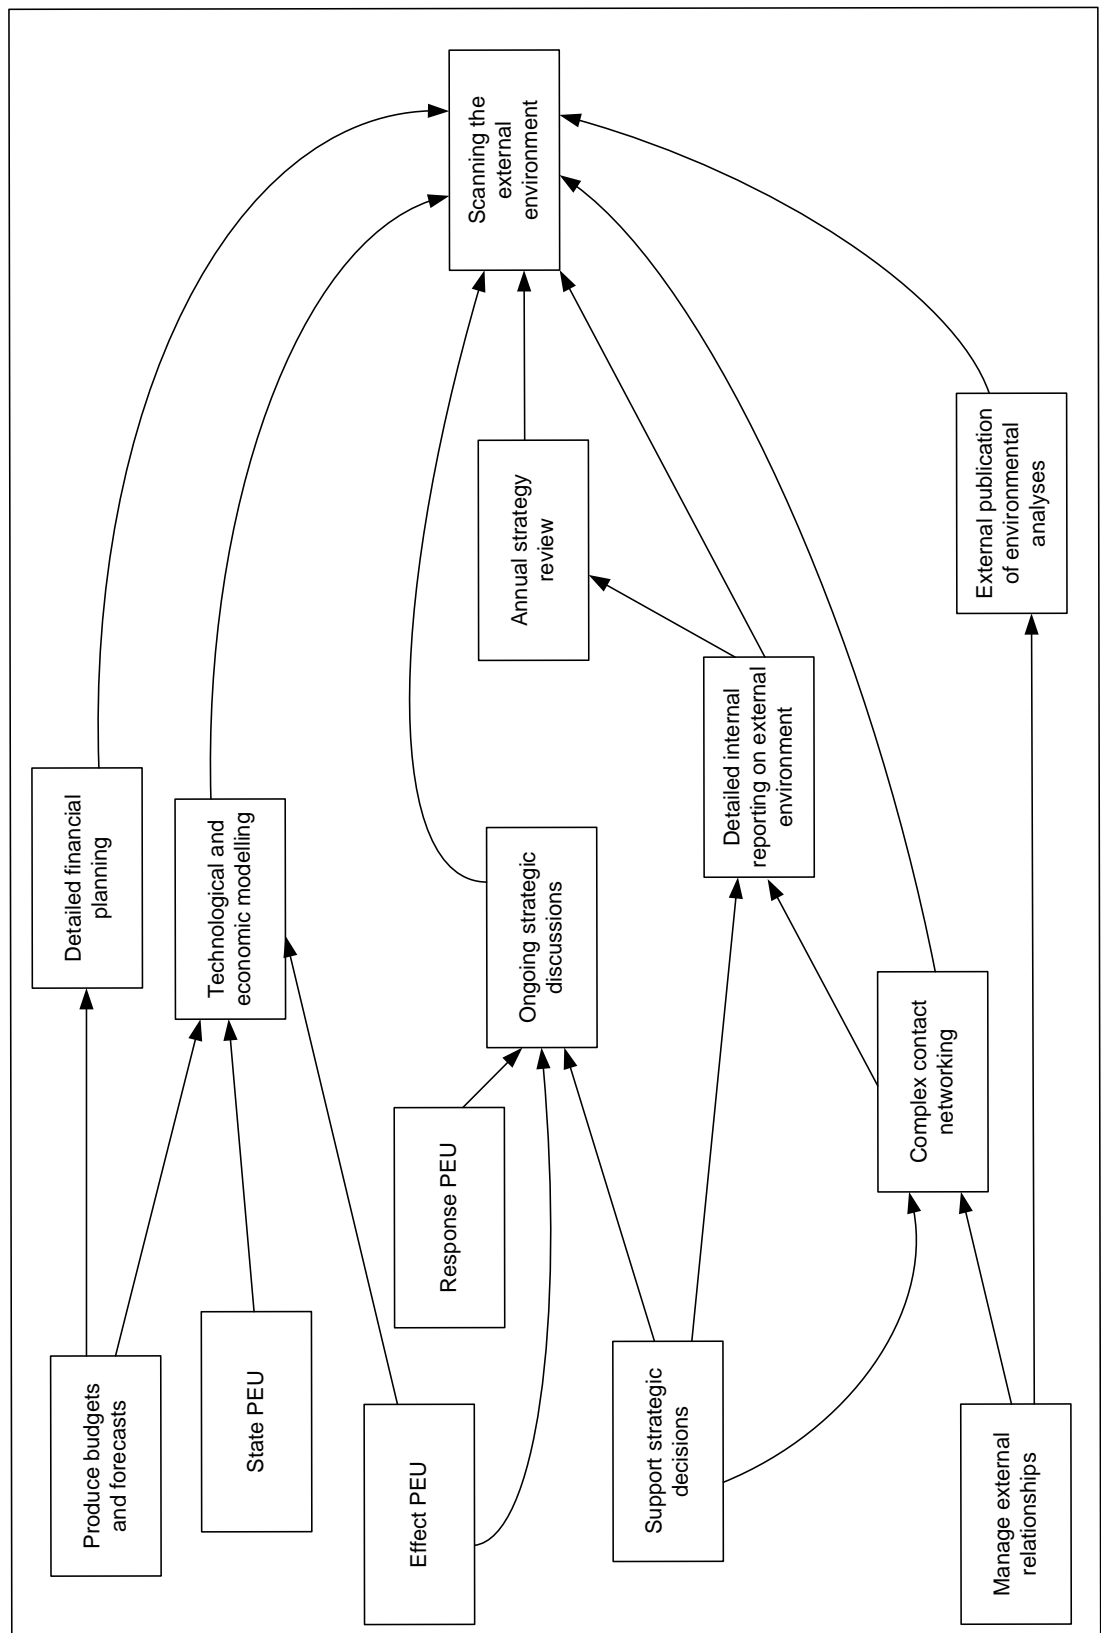 Produce budgets
and forecasts
State PEU
Effect PEU
Support strategic
decisions
Manage external
relationships
Response PEU
Complex contact
networking
Detailed financial
planning
Technological and
economic modelling
Ongoing strategic
discussions
Detailed internal
reporting on external
environment
Annual strategy
review
External publication
of environmental
analyses
Scanning the
external
environment